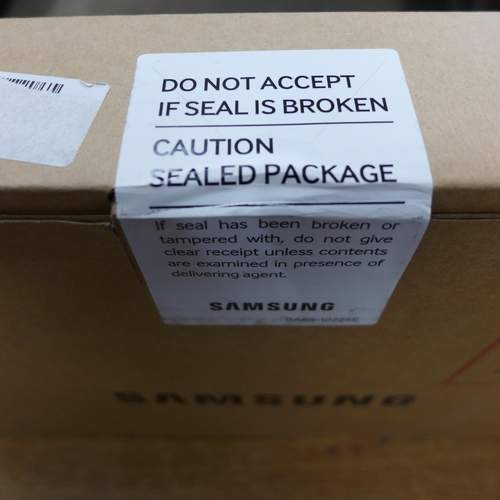 DO NOT ACCEPT
IF SEAL IS BROKEN
CAUTION
SEALED PACKAGE
If seal has been broken or
tampered with, do not give
clear receipt unless contents
are examined in presence of
delivering agent.
SAMSUNG
SAMSUNG